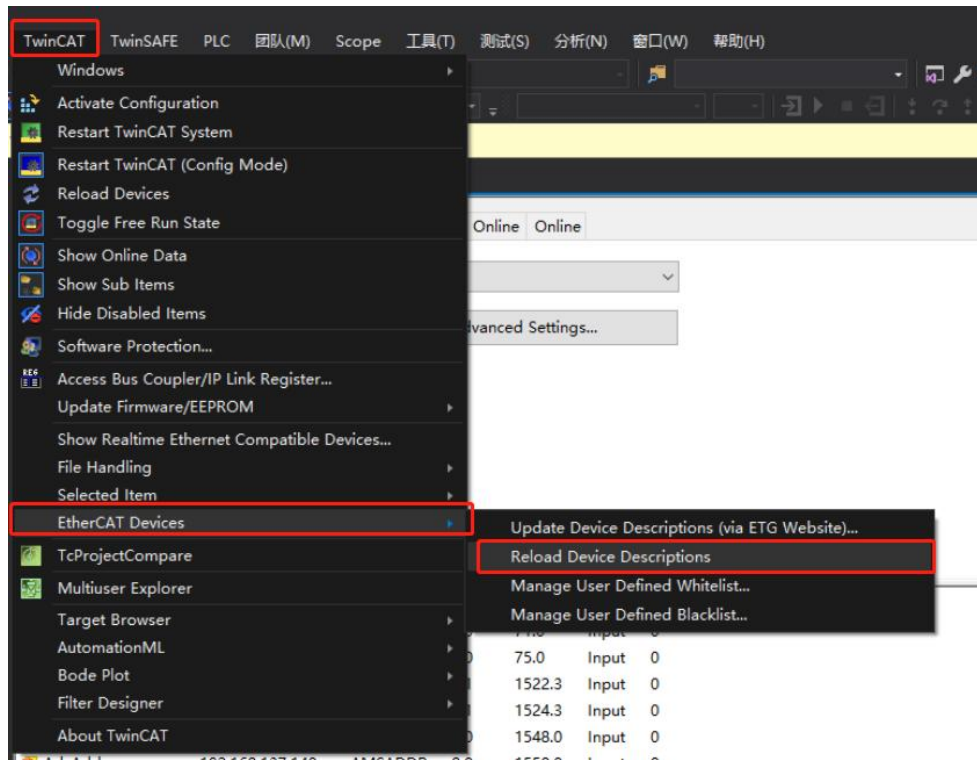 TwinCAT TwinSAFE PLC 团队(M) Scope 工具(T) 测试(S) 分析(N) 窗口(W) 帮助(H)
Windows
Activate Configuration
Restart TwinCAT System
Restart TwinCAT (Config Mode)
Reload Devices
Toggle Free Run State
Online Online
Show Online Data
Show Sub Items
Hide Disabled Items
Advanced Settings...
Software Protection...
Access Bus Coupler/IP Link Register...
Update Firmware/EEPROM
Show Realtime Ethernet Compatible Devices...
File Handling
Selected Item
EtherCAT Devices
Update Device Descriptions (via ETG Website)...
Reload Device Descriptions
Manage User Defined Whitelist...
Manage User Defined Blacklist...
TcProjectCompare
Multiuser Explorer
Target Browser
Input 0
AutomationML
75.0 Input 0
Bode Plot
1522.3 Input 0
Filter Designer
1524.3 Input 0
About TwinCAT
1548.0 Input 0